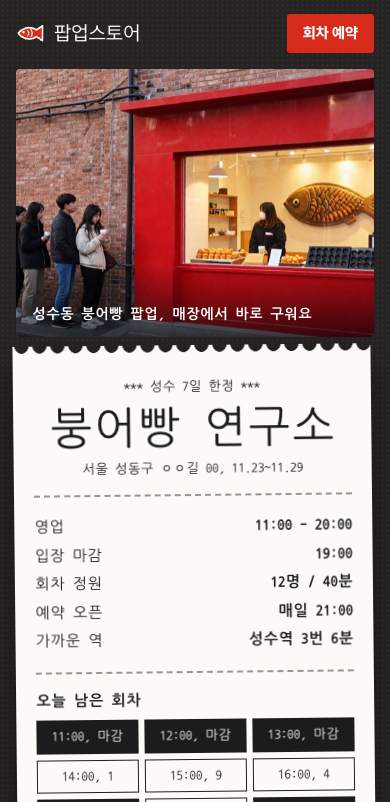 팝업스토어
회차 예약
성수동 붕어빵 팝업, 매장에서 바로 구워요
*** 성수 7일 한정 ***
붕어빵 연구소
서울 성동구 ㅇㅇ길 00, 11.23~11.29
영업 11:00 - 20:00
입장 마감 19:00
회차 정원 12명 / 40분
예약 오픈 매일 21:00
가까운 역 성수역 3번 6분
오늘 남은 회차
11:00, 마감 12:00, 마감 13:00, 마감
14:00, 1 15:00, 9 16:00, 4